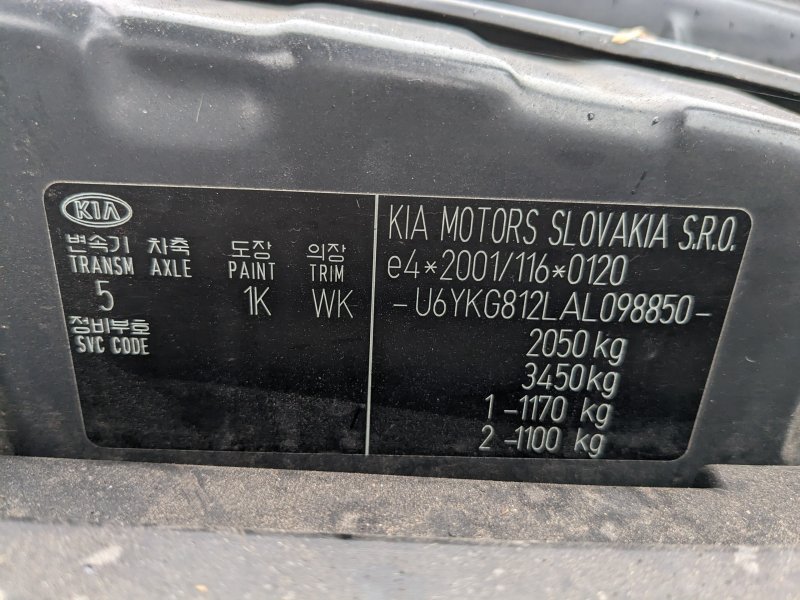 KIA
변속기 차축 도장 의장
TRANSM AXLE PAINT TRIM
5 1K WK
정비부호
SVC CODE
KIA MOTORS SLOVAKIA S.R.O.
e4*2001/116*0120
-U6YKG812LAL098850-
2050 kg
3450kg
1-1170 kg
2-1100 kg